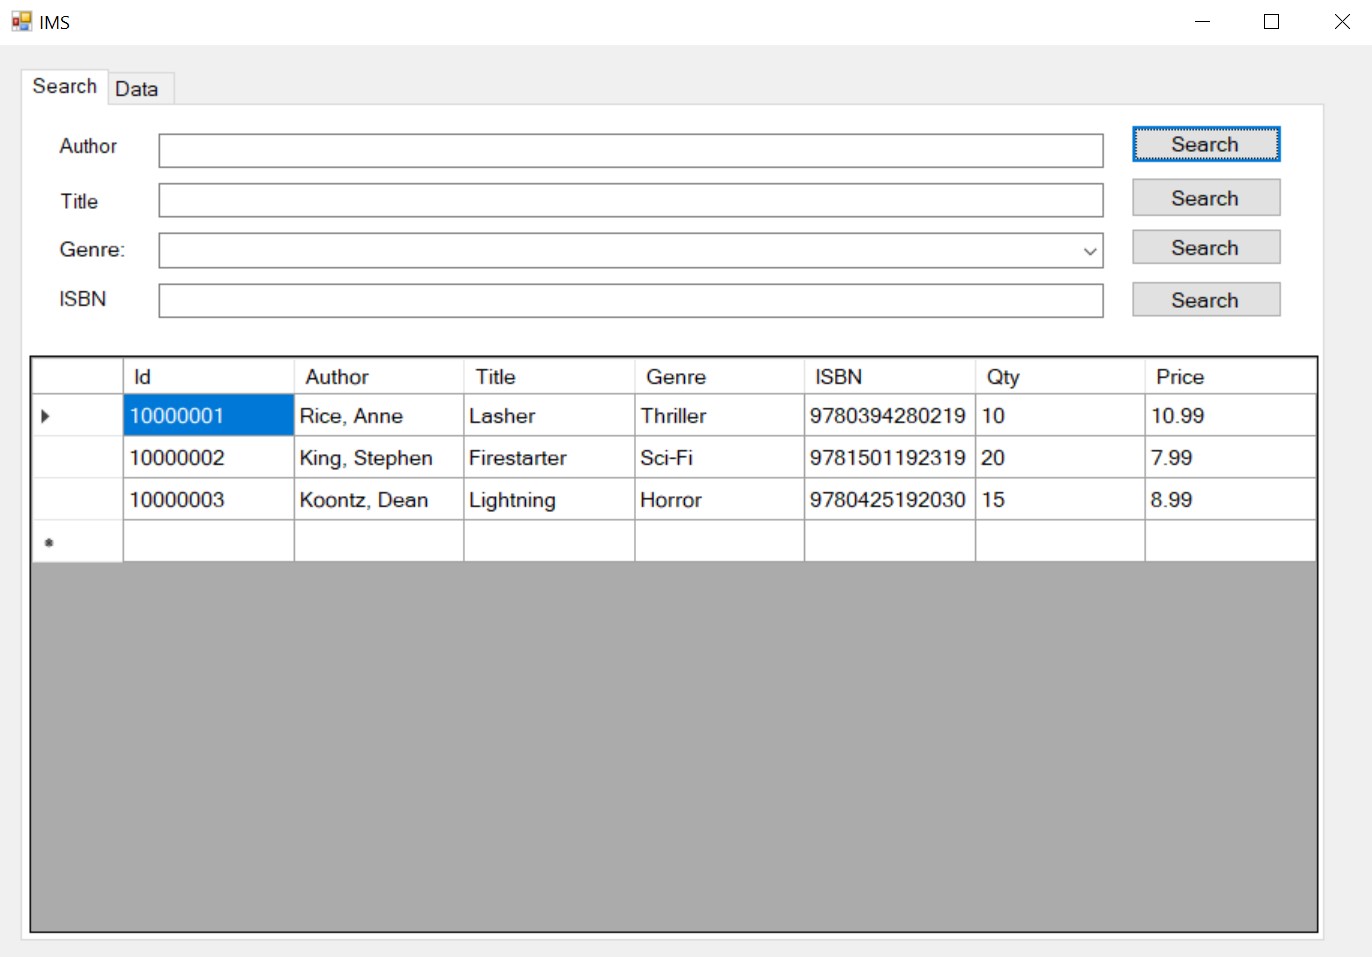 IMS
Search Data
Author Search
Title Search
Genre: Search
ISBN Search
Id Author Title Genre ISBN Qty Price
10000001 Rice, Anne Lasher Thriller 9780394280219 10 10.99
10000002 King, Stephen Firestarter Sci-Fi 9781501192319 20 7.99
10000003 Koontz, Dean Lightning Horror 9780425192030 15 8.99